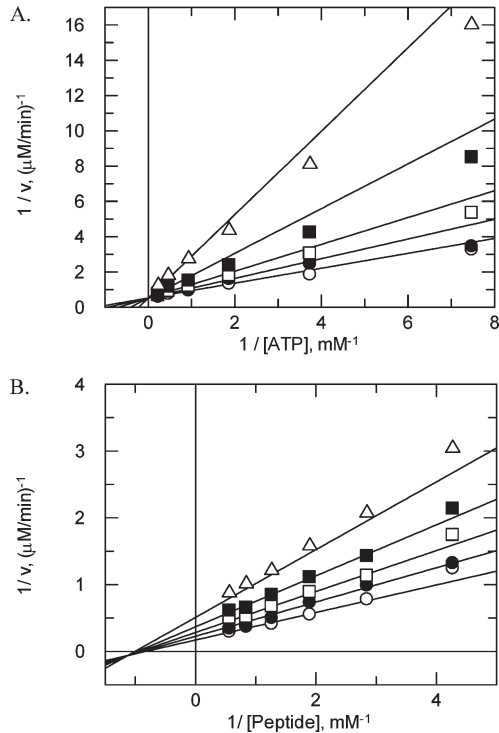 A.
16
14
12
10
8
6
4
2
0
1 / v, (μM/min)⁻¹
0 2 4 6 8
1 / [ATP], mM⁻¹
B.
4
3
2
1
0
1/ v, (μM/min)⁻¹
0 2 4
1/ [Peptide], mM⁻¹